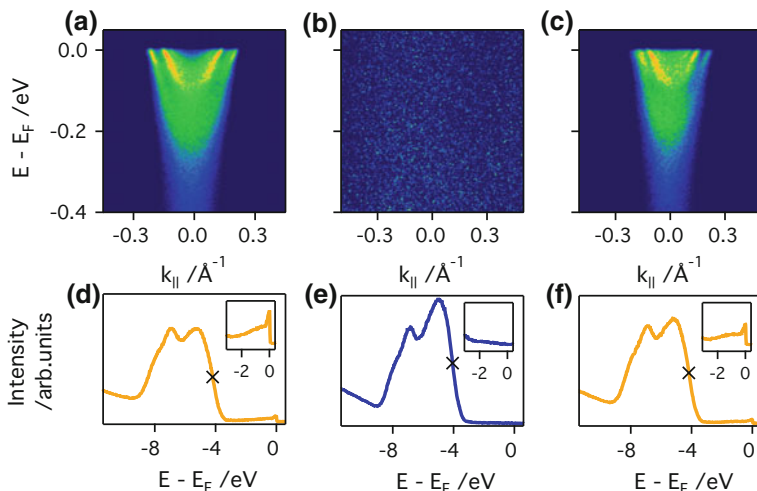 (a) (b) (c)
E - E_F /eV
0.0
-0.2
-0.4
-0.3 0.0 0.3 -0.3 0.0 0.3 -0.3 0.0 0.3
k_|| /Å⁻¹ k_|| /Å⁻¹ k_|| /Å⁻¹
(d) (e) (f)
Intensity
/arb.units
-2 0 -2 0 -2 0
-8 -4 0 -8 -4 0 -8 -4 0
E - E_F /eV E - E_F /eV E - E_F /eV